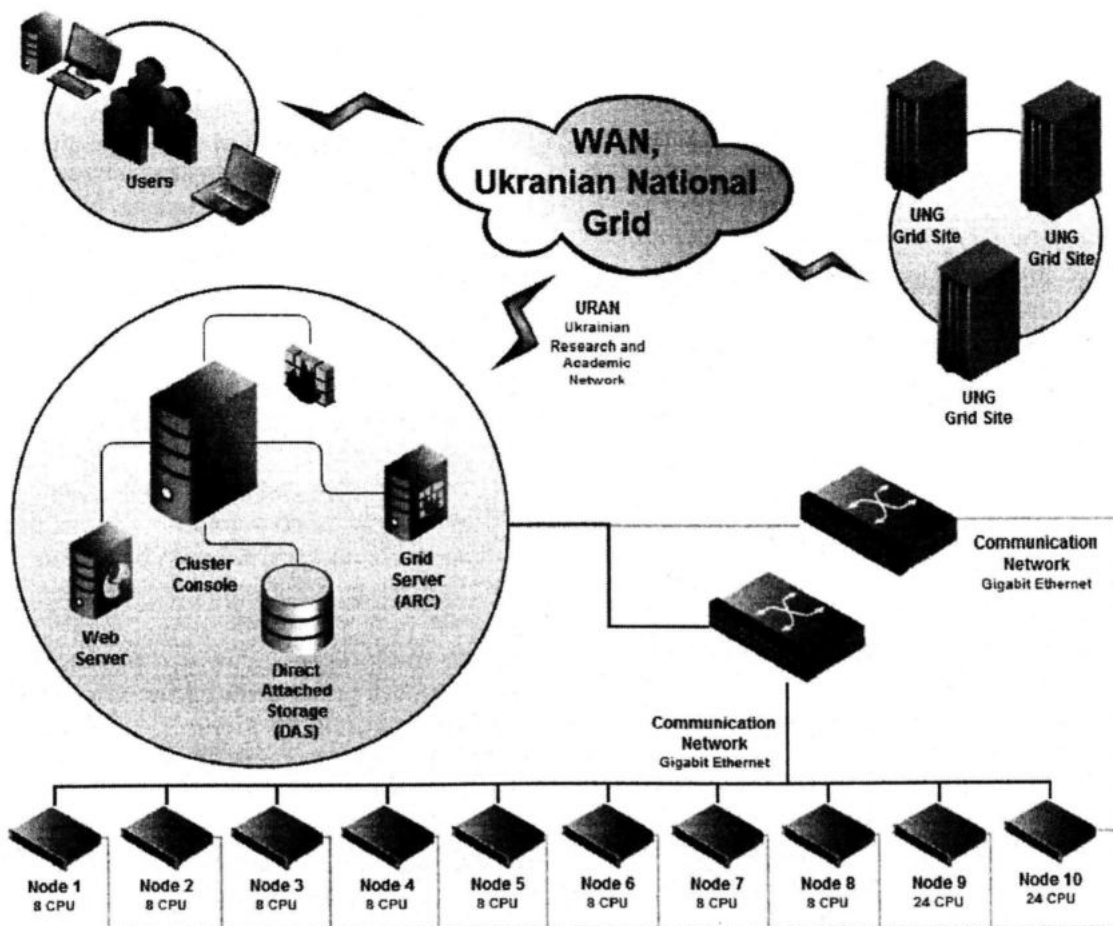 Users
WAN,
Ukranian National
Grid
UNG
Grid Site
UNG
Grid Site
UNG
Grid Site
URAN
Ukrainian
Research and
Academic
Network
Cluster
Console
Grid
Server
(ARC)
Web
Server
Direct
Attached
Storage
(DAS)
Communication
Network
Gigabit Ethernet
Communication
Network
Gigabit Ethernet
Node 1
8 CPU
Node 2
8 CPU
Node 3
8 CPU
Node 4
8 CPU
Node 5
8 CPU
Node 6
8 CPU
Node 7
8 CPU
Node 8
8 CPU
Node 9
24 CPU
Node 10
24 CPU